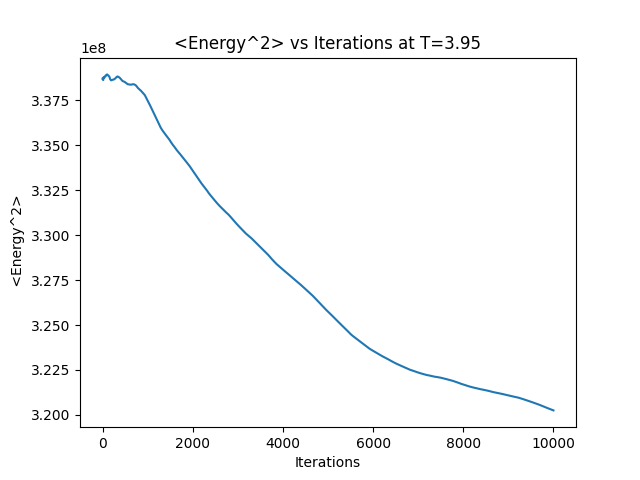 <Energy^2> vs Iterations at T=3.95
1e8
3.375
3.350
3.325
3.300
3.275
3.250
3.225
3.200
<Energy^2>
0 2000 4000 6000 8000 10000
Iterations